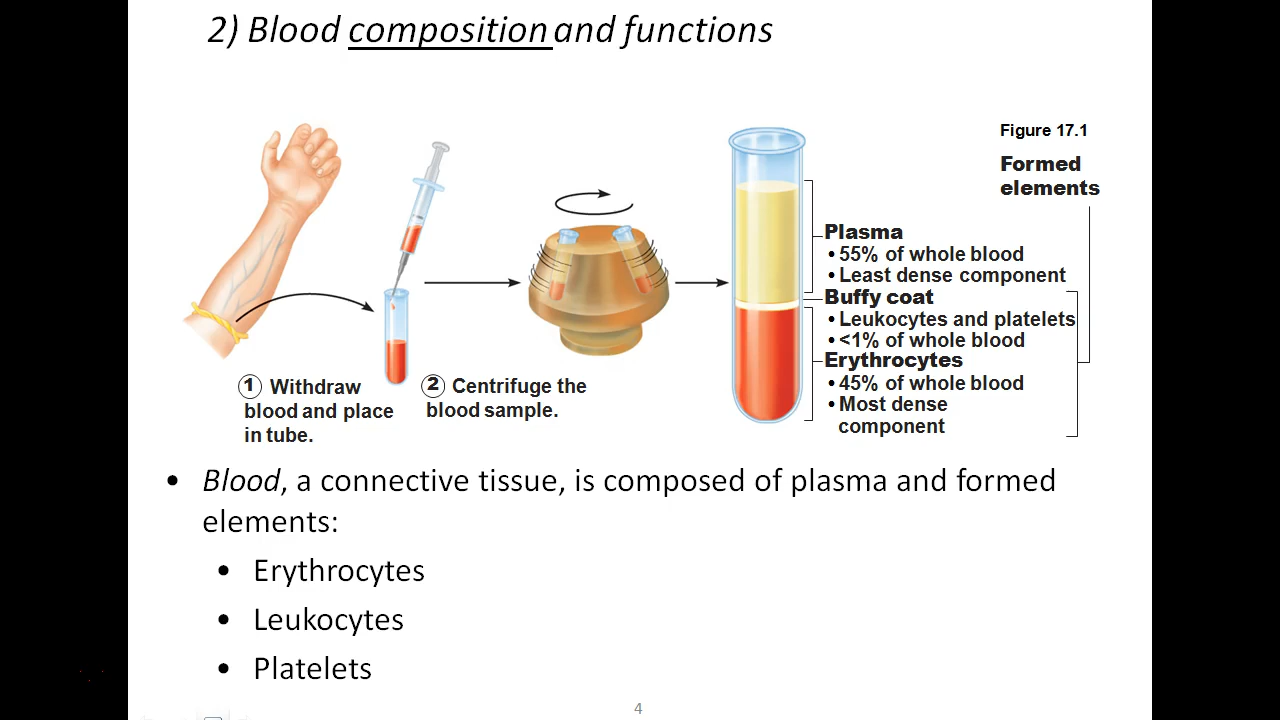 2) Blood composition and functions
Figure 17.1
Formed
elements
Plasma
• 55% of whole blood
• Least dense component
Buffy coat
• Leukocytes and platelets
• <1% of whole blood
Erythrocytes
• 45% of whole blood
• Most dense
component
1 Withdraw
blood and place
in tube.
2 Centrifuge the
blood sample.
• Blood, a connective tissue, is composed of plasma and formed
elements:
• Erythrocytes
• Leukocytes
• Platelets
4